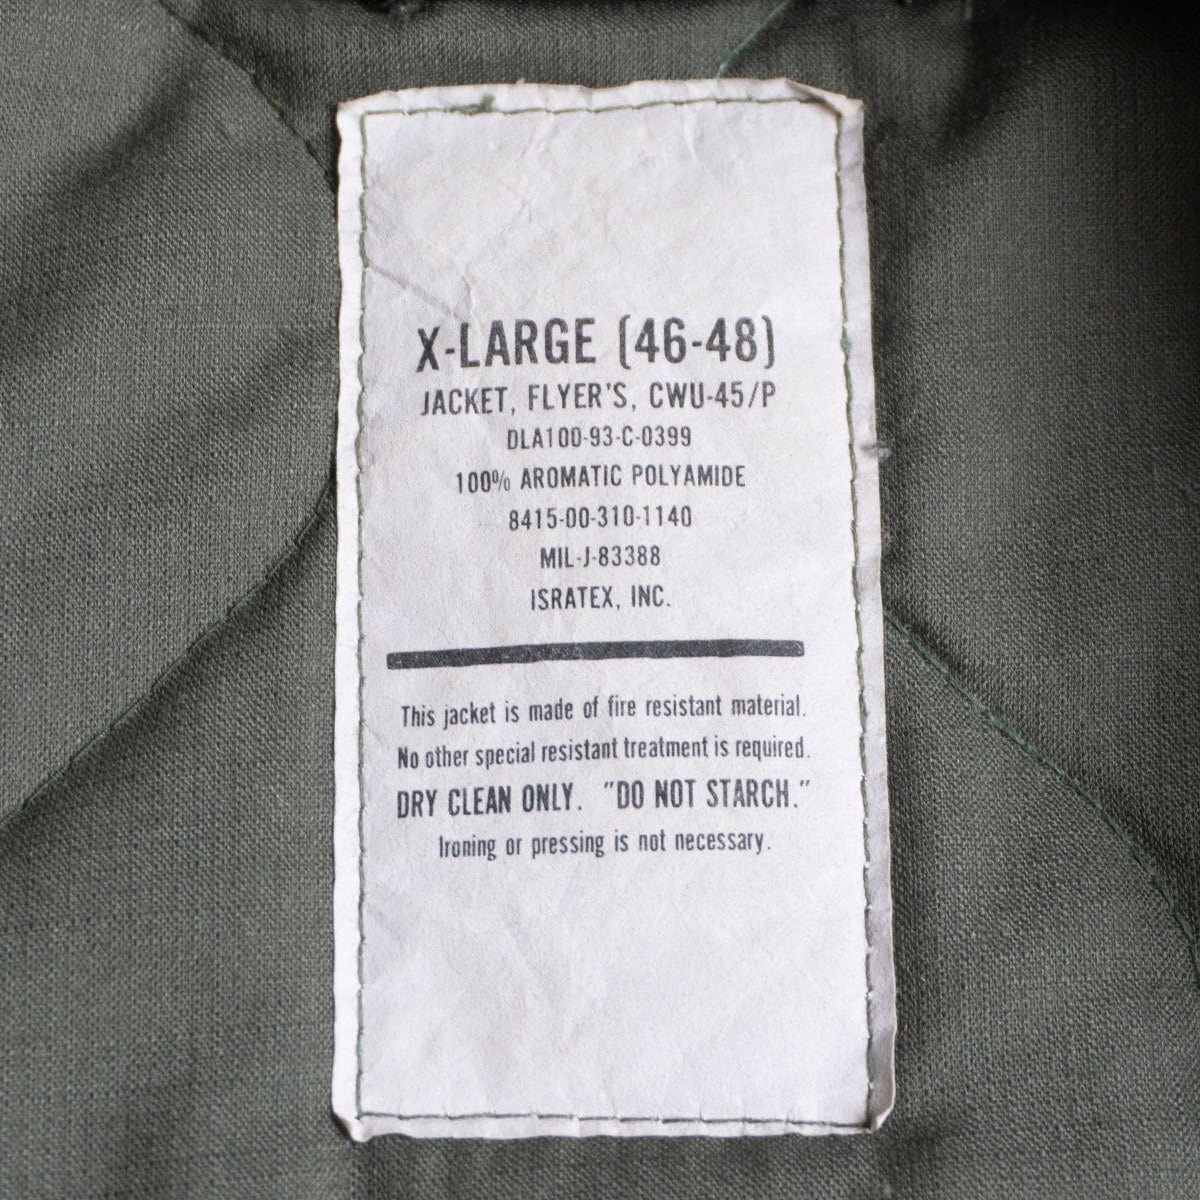 X-LARGE (46-48)
JACKET, FLYER'S, CWU-45/P
DLA100-93-C-0399
100% AROMATIC POLYAMIDE
8415-00-310-1140
MIL-J-83388
ISRATEX, INC.
This jacket is made of fire resistant material.
No other special resistant treatment is required.
DRY CLEAN ONLY. "DO NOT STARCH."
Ironing or pressing is not necessary.